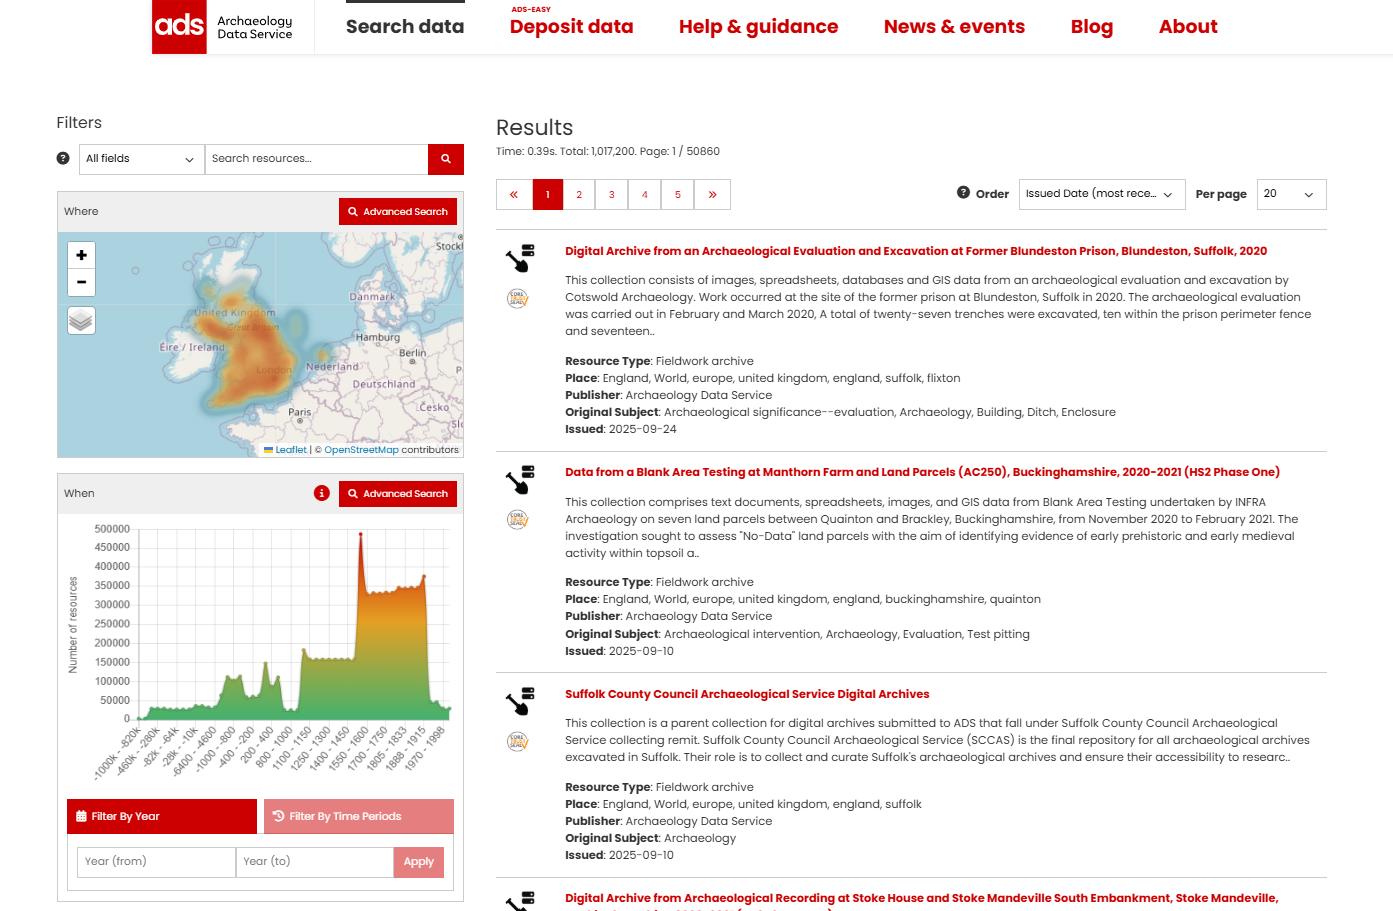 ads Archaeology
Data Service
Search data
ADS-EASY
Deposit data
Help & guidance
News & events
Blog
About
Filters
All fields
Search resources...
Where
Advanced Search
+
−
United Kingdom
Great Britain
Éire / Ireland
London
Nederland
Danmark
Hamburg
Berlin
Deutschland
Paris
Česko
Leaflet | © OpenStreetMap contributors
When
Advanced Search
Number of resources
500000
450000
400000
350000
300000
250000
200000
150000
100000
50000
0
-1000k - -820k
-460k - -280k
-82k - -64k
-28k - -10k
-6400 - -4600
-1000 - -800
-400 - -200
200 - 400
800 - 1000
1100 - 1150
1250 - 1300
1400 - 1450
1550 - 1600
1700 - 1750
1805 - 1833
1888 - 1915
1970 - 1998
Filter By Year
Filter By Time Periods
Year (from)
Year (to)
Apply
Results
Time: 0.39s. Total: 1,017,200. Page: 1 / 50860
« 1 2 3 4 5 »
Order
Issued Date (most rece...
Per page
20
Digital Archive from an Archaeological Evaluation and Excavation at Former Blundeston Prison, Blundeston, Suffolk, 2020
This collection consists of images, spreadsheets, databases and GIS data from an archaeological evaluation and excavation by
Cotswold Archaeology. Work occurred at the site of the former prison at Blundeston, Suffolk in 2020. The archaeological evaluation
was carried out in February and March 2020, A total of twenty-seven trenches were excavated, ten within the prison perimeter fence
and seventeen..
Resource Type: Fieldwork archive
Place: England, World, europe, united kingdom, england, suffolk, flixton
Publisher: Archaeology Data Service
Original Subject: Archaeological significance--evaluation, Archaeology, Building, Ditch, Enclosure
Issued: 2025-09-24
Data from a Blank Area Testing at Manthorn Farm and Land Parcels (AC250), Buckinghamshire, 2020-2021 (HS2 Phase One)
This collection comprises text documents, spreadsheets, images, and GIS data from Blank Area Testing undertaken by INFRA
Archaeology on seven land parcels between Quainton and Brackley, Buckinghamshire, from November 2020 to February 2021. The
investigation sought to assess "No-Data" land parcels with the aim of identifying evidence of early prehistoric and early medieval
activity within topsoil a..
Resource Type: Fieldwork archive
Place: England, World, europe, united kingdom, england, buckinghamshire, quainton
Publisher: Archaeology Data Service
Original Subject: Archaeological intervention, Archaeology, Evaluation, Test pitting
Issued: 2025-09-10
Suffolk County Council Archaeological Service Digital Archives
This collection is a parent collection for digital archives submitted to ADS that fall under Suffolk County Council Archaeological
Service collecting remit. Suffolk County Council Archaeological Service (SCCAS) is the final repository for all archaeological archives
excavated in Suffolk. Their role is to collect and curate Suffolk's archaeological archives and ensure their accessibility to researc..
Resource Type: Fieldwork archive
Place: England, World, europe, united kingdom, england, suffolk
Publisher: Archaeology Data Service
Original Subject: Archaeology
Issued: 2025-09-10
Digital Archive from Archaeological Recording at Stoke House and Stoke Mandeville South Embankment, Stoke Mandeville,